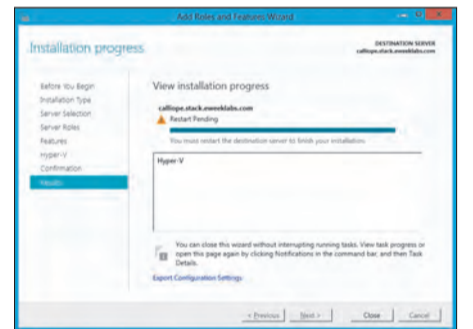 Add Roles and Features Wizard
Installation progress
DESTINATION SERVER
calliope.stack.eweeklabs.com
Before You Begin
Installation Type
Server Selection
Server Roles
Features
Hyper-V
Confirmation
Results
View installation progress
calliope.stack.eweeklabs.com
Restart Pending
You must restart the destination server to finish your installation.
Hyper-V
You can close this wizard without interrupting running tasks. View task progress or
open this page again by clicking Notifications in the command bar, and then Task
Details.
Export Configuration Settings
< Previous
Next >
Close
Cancel